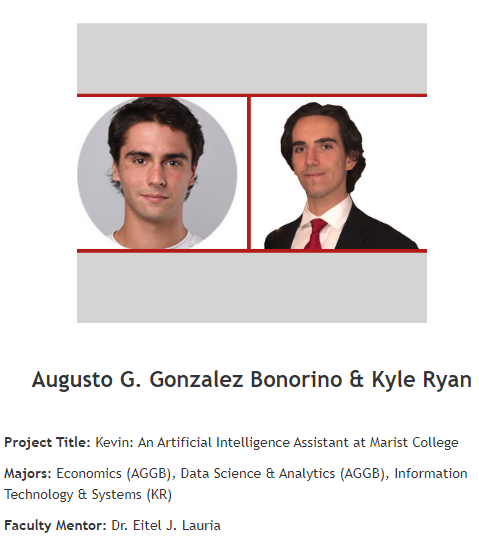 Augusto G. Gonzalez Bonorino & Kyle Ryan
Project Title: Kevin: An Artificial Intelligence Assistant at Marist College
Majors: Economics (AGGB), Data Science & Analytics (AGGB), Information
Technology & Systems (KR)
Faculty Mentor: Dr. Eitel J. Lauria